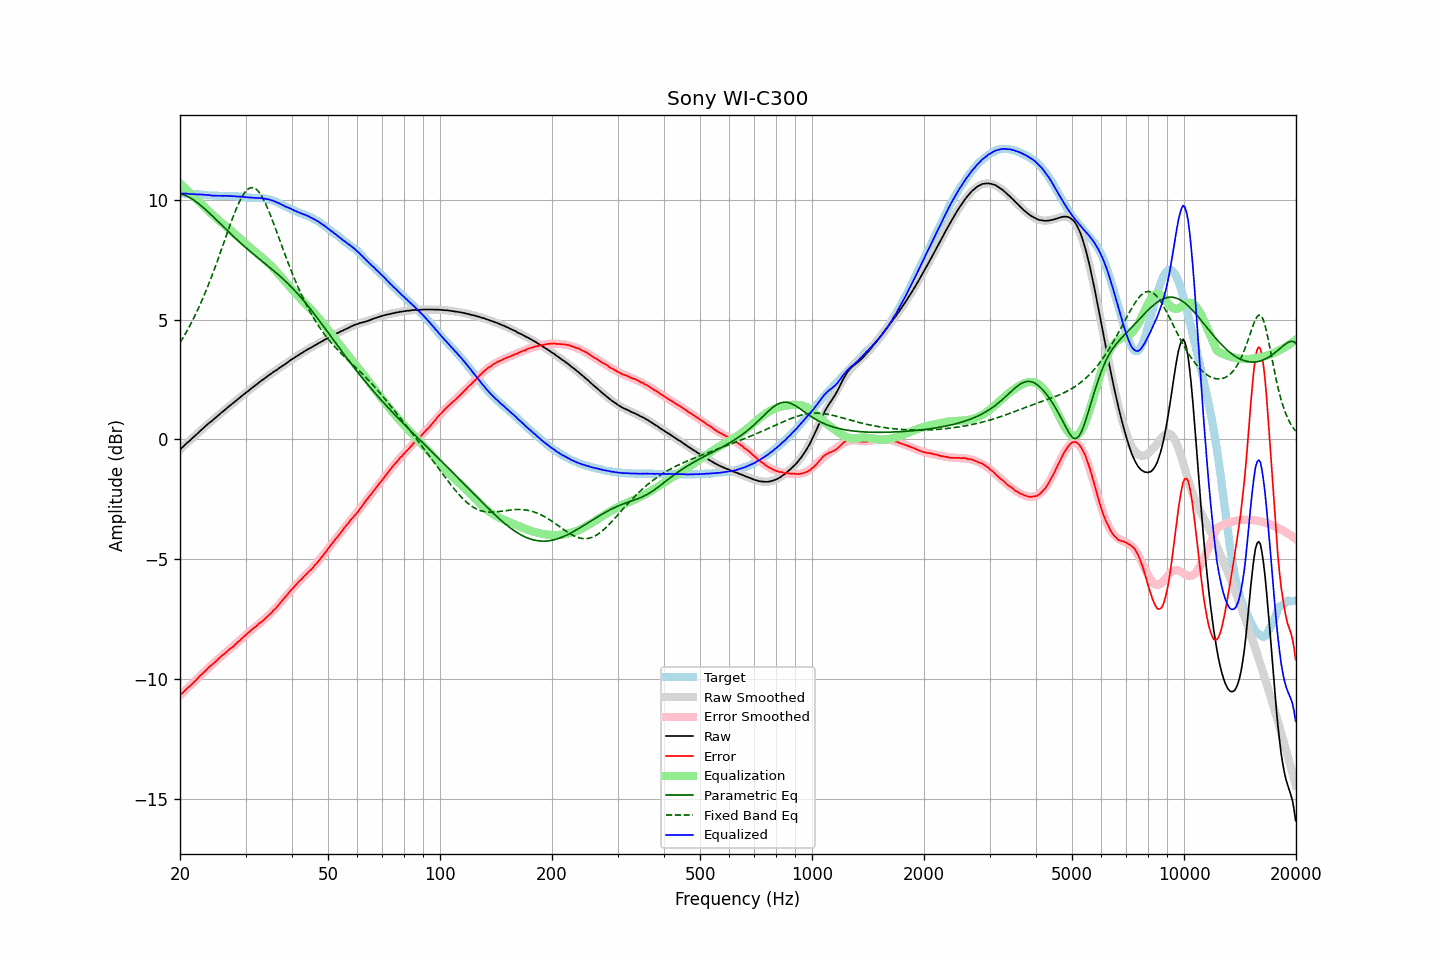 Sony WI-C300
Amplitude (dBr)
10
5
0
−5
−10
−15
Target
Raw Smoothed
Error Smoothed
Raw
Error
Equalization
Parametric Eq
Fixed Band Eq
Equalized
20 50 100 200 500 1000 2000 5000 10000 20000
Frequency (Hz)